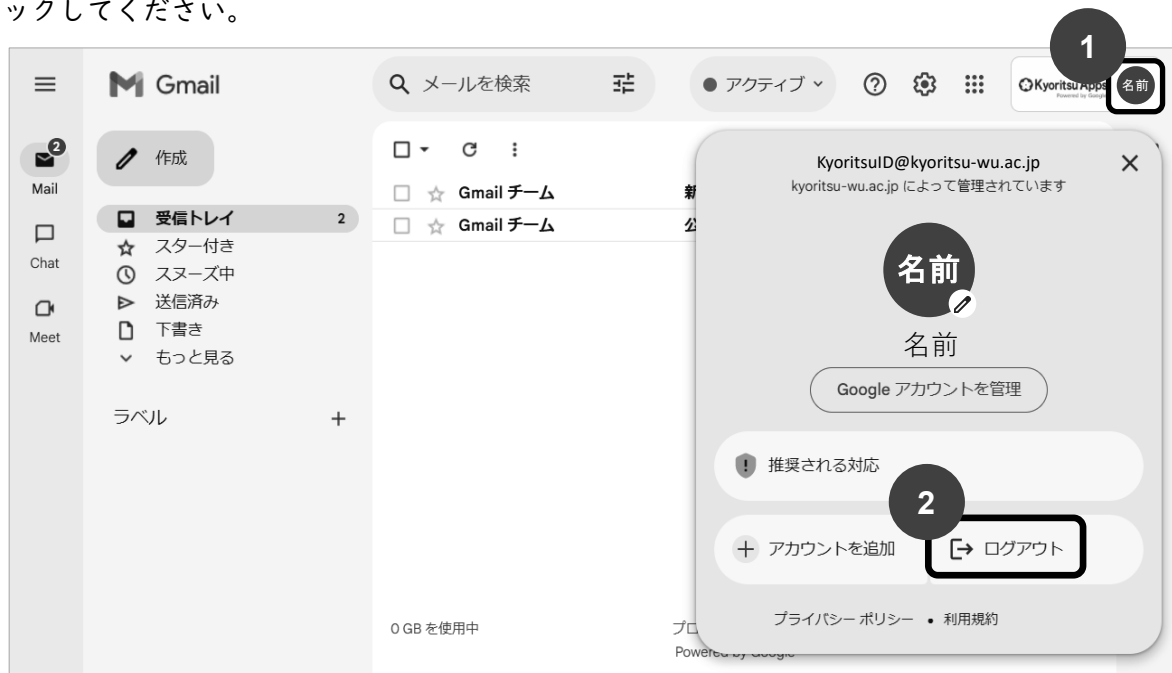 ックしてください。
1
Gmail
メールを検索
アクティブ
Kyoritsu Apps
Powered by Google
名前
2
Mail
Chat
Meet
作成
受信トレイ 2
スター付き
スヌーズ中
送信済み
下書き
もっと見る
ラベル
Gmail チーム
Gmail チーム
0 GB を使用中
Powered by Google
KyoritsuID@kyoritsu-wu.ac.jp
kyoritsu-wu.ac.jp によって管理されています
名前
名前
Google アカウントを管理
推奨される対応
2
アカウントを追加
ログアウト
プライバシー ポリシー • 利用規約